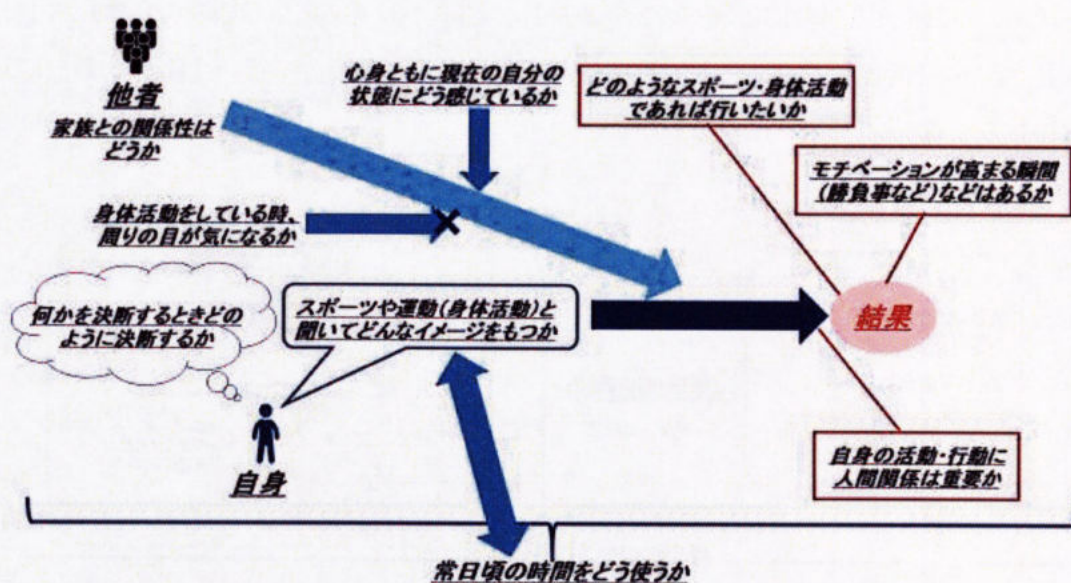 他者
家族との関係性は
どうか
心身ともに現在の自分の
状態にどう感じているか
どのようなスポーツ・身体活動
であれば行いたいか
モチベーションが高まる瞬間
(勝負事など)などはあるか
身体活動をしている時、
周りの目が気になるか
何かを決断するときどの
ように決断するか
スポーツや運動(身体活動)と
聞いてどんなイメージをもつか
結果
自身
自身の活動・行動に
人間関係は重要か
常日頃の時間をどう使うか